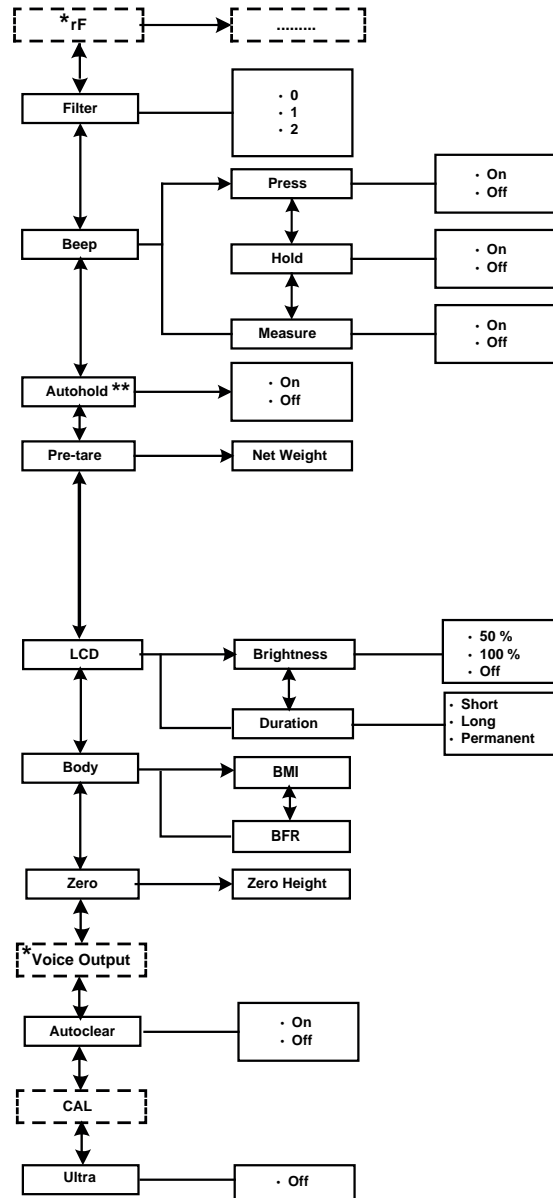 *rF
.........
Filter
· 0
· 1
· 2
Beep
Press
· On
· Off
Hold
· On
· Off
Measure
· On
· Off
Autohold **
· On
· Off
Pre-tare
Net Weight
LCD
Brightness
· 50 %
· 100 %
· Off
Duration
· Short
· Long
· Permanent
Body
BMI
BFR
Zero
Zero Height
*Voice Output
Autoclear
· On
· Off
CAL
Ultra
· Off